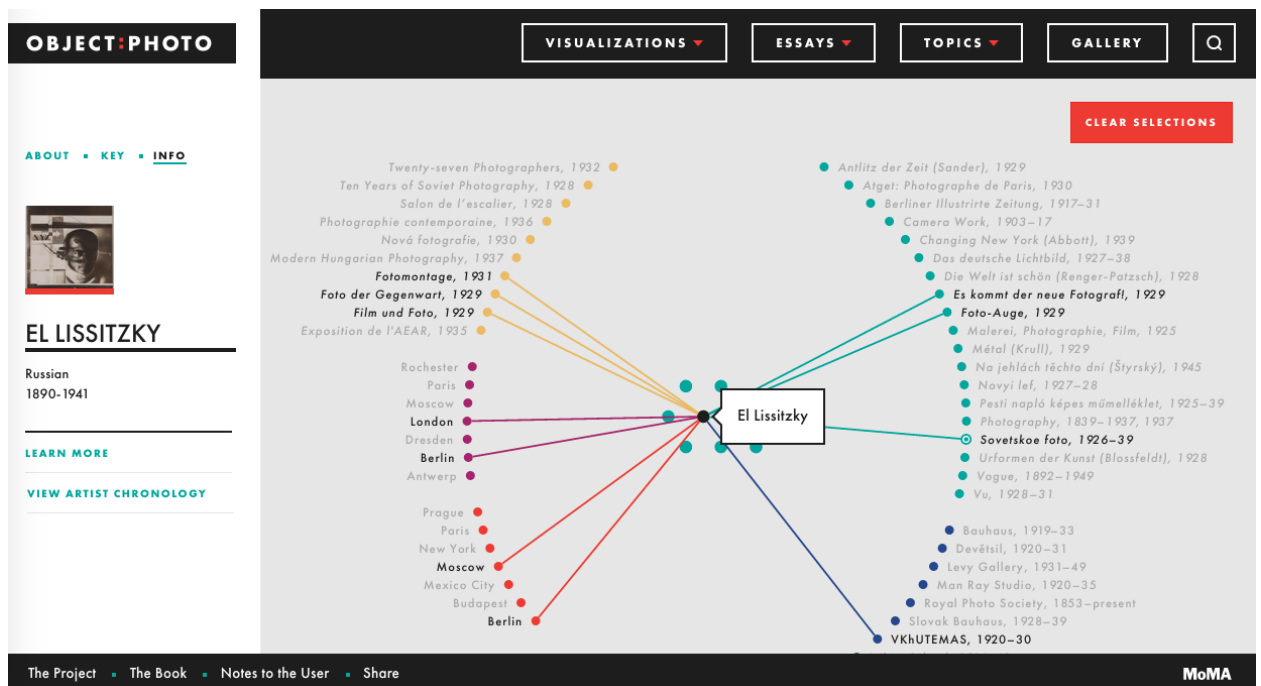 OBJECT:PHOTO
VISUALIZATIONS
ESSAYS
TOPICS
GALLERY
CLEAR SELECTIONS
ABOUT
KEY
INFO
EL LISSITZKY
Russian
1890-1941
LEARN MORE
VIEW ARTIST CHRONOLOGY
Twenty-seven Photographers, 1932
Ten Years of Soviet Photography, 1928
Salon de l'escalier, 1928
Photographie contemporaine, 1936
Nová fotografie, 1930
Modern Hungarian Photography, 1937
Fotomontage, 1931
Foto der Gegenwart, 1929
Film und Foto, 1929
Exposition de l'AEAR, 1935
Rochester
Paris
Moscow
London
Dresden
Berlin
Antwerp
Prague
Paris
New York
Moscow
Mexico City
Budapest
Berlin
El Lissitzky
Antlitz der Zeit (Sander), 1929
Atget: Photographe de Paris, 1930
Berliner Illustrirte Zeitung, 1917–31
Camera Work, 1903–17
Changing New York (Abbott), 1939
Das deutsche Lichtbild, 1927–38
Die Welt ist schön (Renger-Patzsch), 1928
Es kommt der neue Fotograf!, 1929
Foto-Auge, 1929
Malerei, Photographie, Film, 1925
Métal (Krull), 1929
Na jehlách těchto dní (Štyrský), 1945
Novyi lef, 1927–28
Pesti napló képes műmelléklet, 1925–39
Photography, 1839–1937, 1937
Sovetskoe foto, 1926–39
Urformen der Kunst (Blossfeldt), 1928
Vogue, 1892–1949
Vu, 1928–31
Bauhaus, 1919–33
Devětsil, 1920–31
Levy Gallery, 1931–49
Man Ray Studio, 1920–35
Royal Photo Society, 1853–present
Slovak Bauhaus, 1928–39
VKhUTEMAS, 1920–30
The Project
The Book
Notes to the User
Share
MoMA